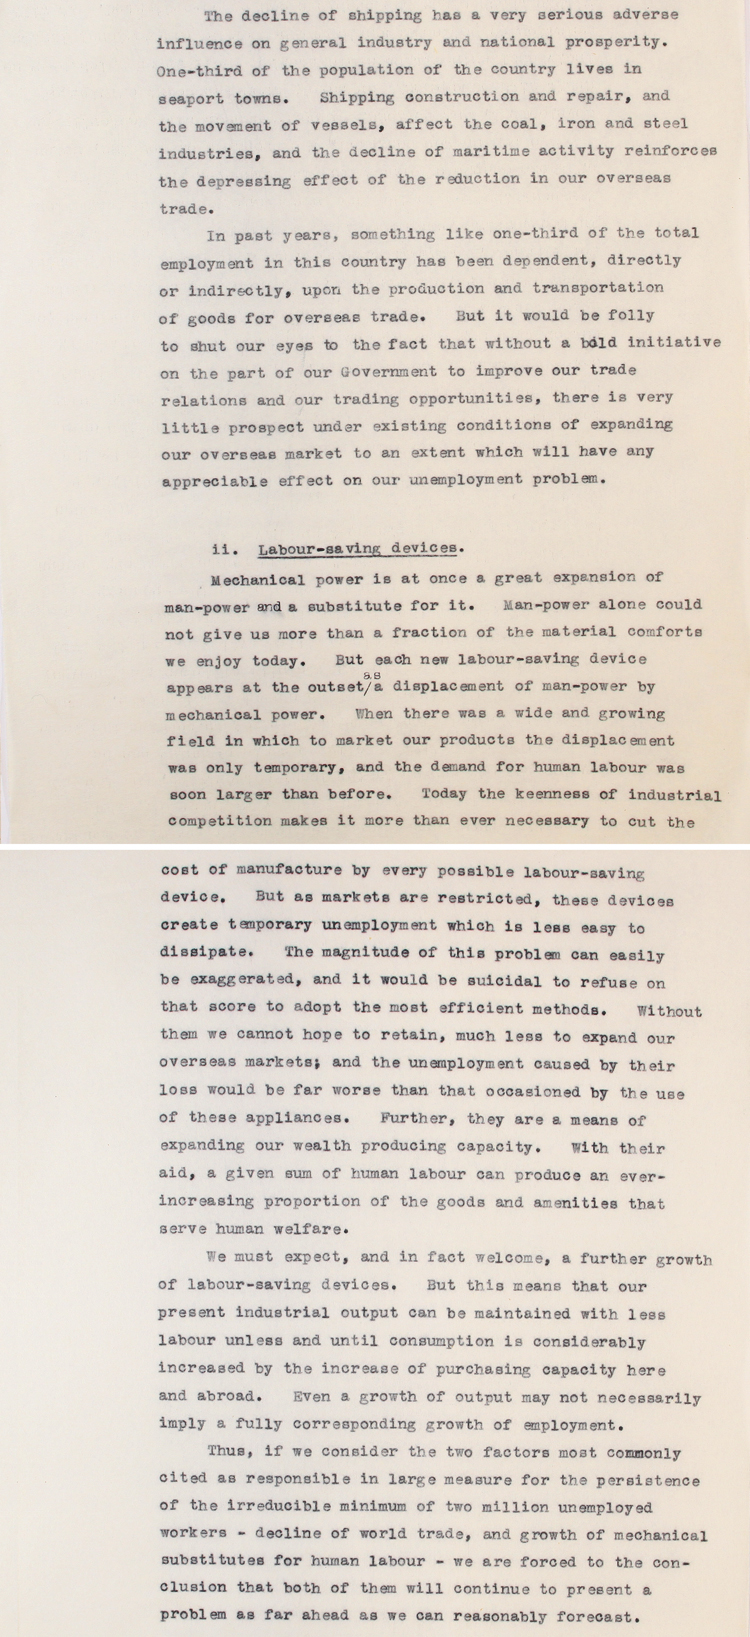 The decline of shipping has a very serious adverse
influence on general industry and national prosperity.
One-third of the population of the country lives in
seaport towns. Shipping construction and repair, and
the movement of vessels, affect the coal, iron and steel
industries, and the decline of maritime activity reinforces
the depressing effect of the reduction in our overseas
trade.
In past years, something like one-third of the total
employment in this country has been dependent, directly
or indirectly, upon the production and transportation
of goods for overseas trade. But it would be folly
to shut our eyes to the fact that without a bold initiative
on the part of our Government to improve our trade
relations and our trading opportunities, there is very
little prospect under existing conditions of expanding
our overseas market to an extent which will have any
appreciable effect on our unemployment problem.
ii. Labour-saving devices.
Mechanical power is at once a great expansion of
man-power and a substitute for it. Man-power alone could
not give us more than a fraction of the material comforts
we enjoy today. But each new labour-saving device
as
appears at the outset/a displacement of man-power by
mechanical power. When there was a wide and growing
field in which to market our products the displacement
was only temporary, and the demand for human labour was
soon larger than before. Today the keenness of industrial
competition makes it more than ever necessary to cut the
cost of manufacture by every possible labour-saving
device. But as markets are restricted, these devices
create temporary unemployment which is less easy to
dissipate. The magnitude of this problem can easily
be exaggerated, and it would be suicidal to refuse on
that score to adopt the most efficient methods. Without
them we cannot hope to retain, much less to expand our
overseas markets; and the unemployment caused by their
loss would be far worse than that occasioned by the use
of these appliances. Further, they are a means of
expanding our wealth producing capacity. With their
aid, a given sum of human labour can produce an ever-
increasing proportion of the goods and amenities that
serve human welfare.
We must expect, and in fact welcome, a further growth
of labour-saving devices. But this means that our
present industrial output can be maintained with less
labour unless and until consumption is considerably
increased by the increase of purchasing capacity here
and abroad. Even a growth of output may not necessarily
imply a fully corresponding growth of employment.
Thus, if we consider the two factors most commonly
cited as responsible in large measure for the persistence
of the irreducible minimum of two million unemployed
workers - decline of world trade, and growth of mechanical
substitutes for human labour - we are forced to the con-
clusion that both of them will continue to present a
problem as far ahead as we can reasonably forecast.